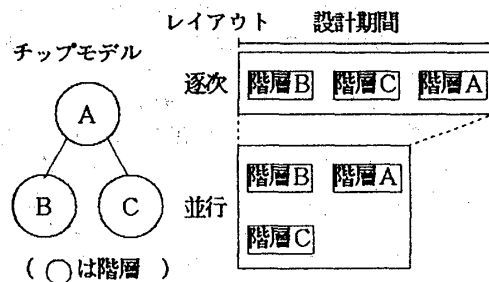 レイアウト 設計期間
チップモデル
逐次 階層B 階層C 階層A
A
B C
並行 階層B 階層A
階層C
( ○は階層 )